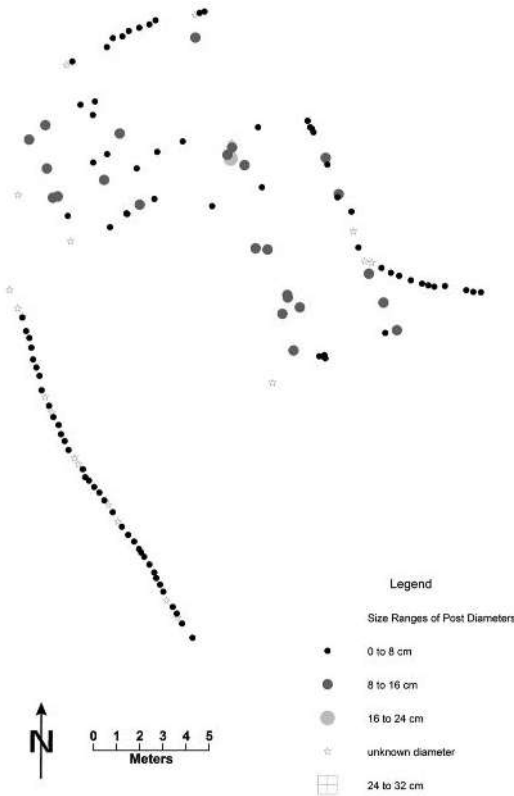 Legend
Size Ranges of Post Diameters
0 to 8 cm
8 to 16 cm
16 to 24 cm
unknown diameter
24 to 32 cm
N
0 1 2 3 4 5
Meters